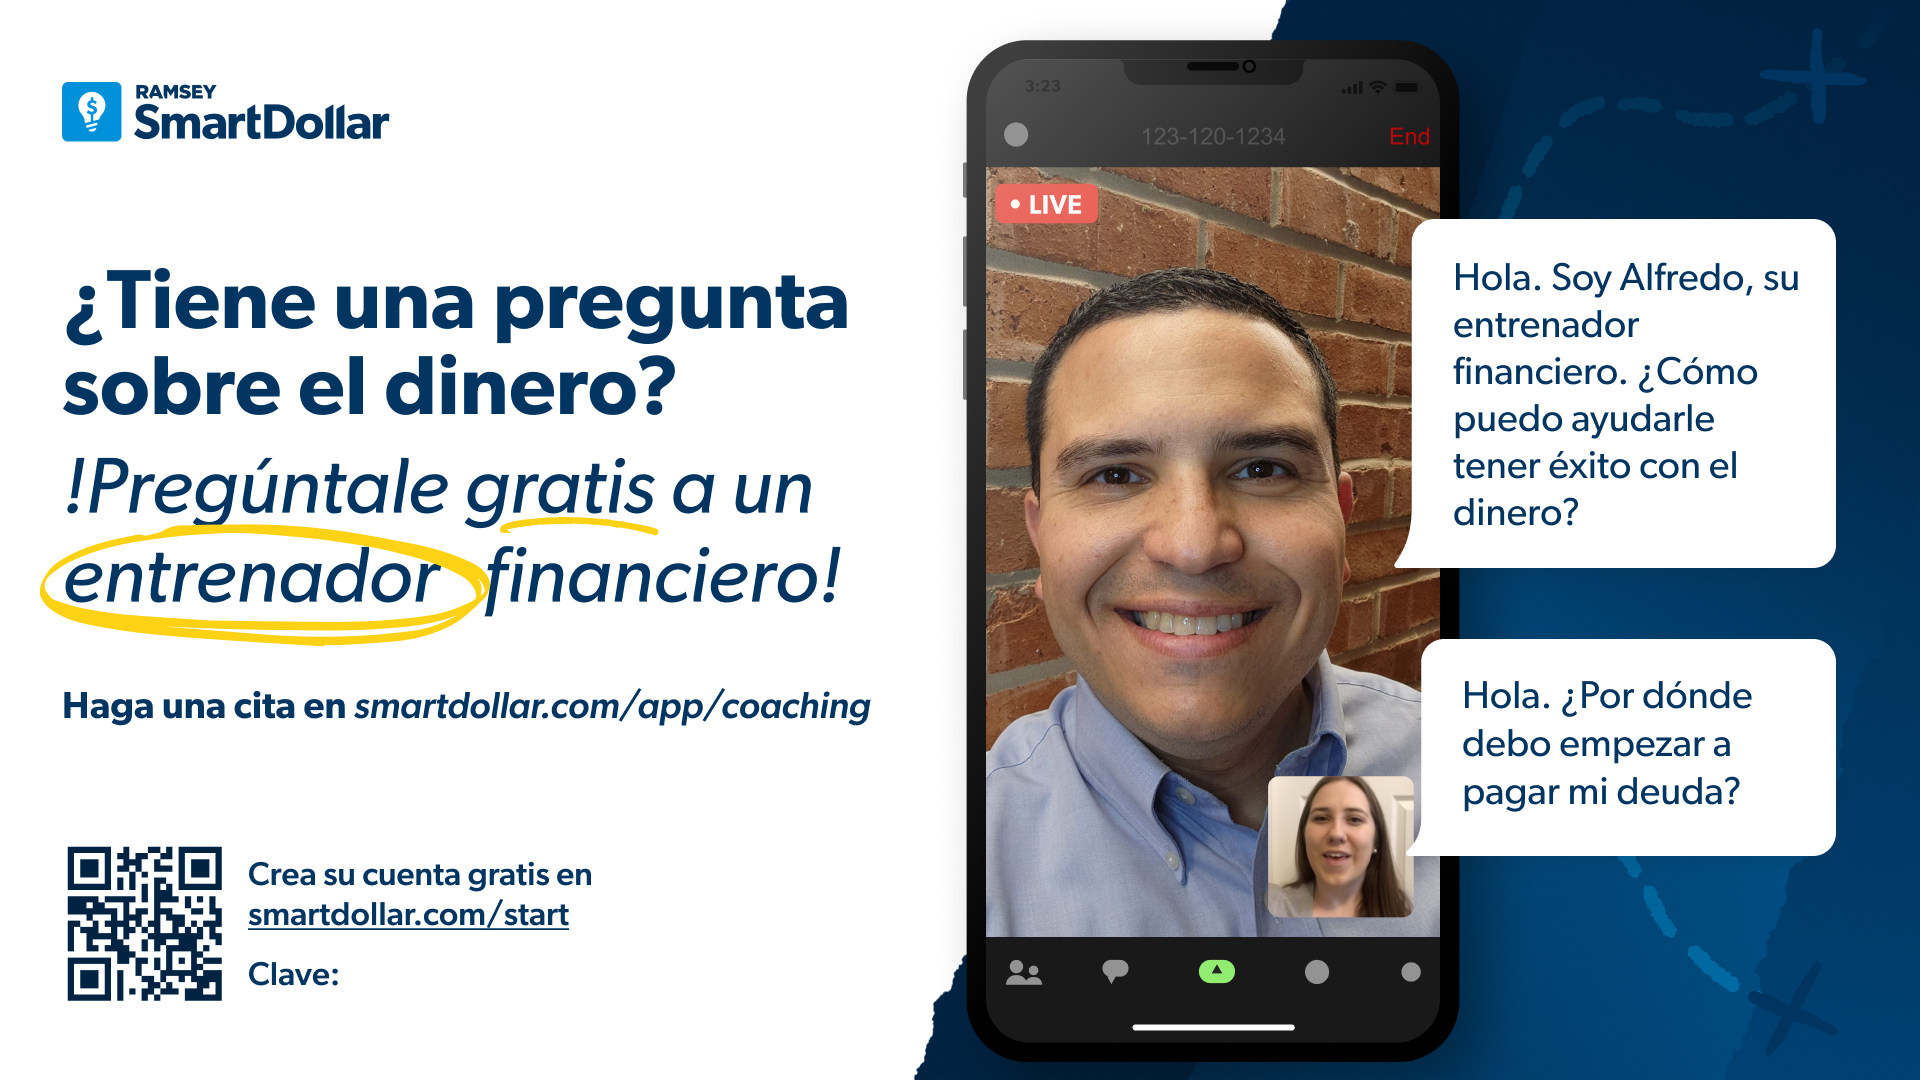 RAMSEY
SmartDollar
¿Tiene una pregunta
sobre el dinero?
!Pregúntale gratis a un
entrenador financiero!
Haga una cita en smartdollar.com/app/coaching
Crea su cuenta gratis en
smartdollar.com/start
Clave:
3:23
123-120-1234
End
• LIVE
Hola. Soy Alfredo, su
entrenador
financiero. ¿Cómo
puedo ayudarle
tener éxito con el
dinero?
Hola. ¿Por dónde
debo empezar a
pagar mi deuda?